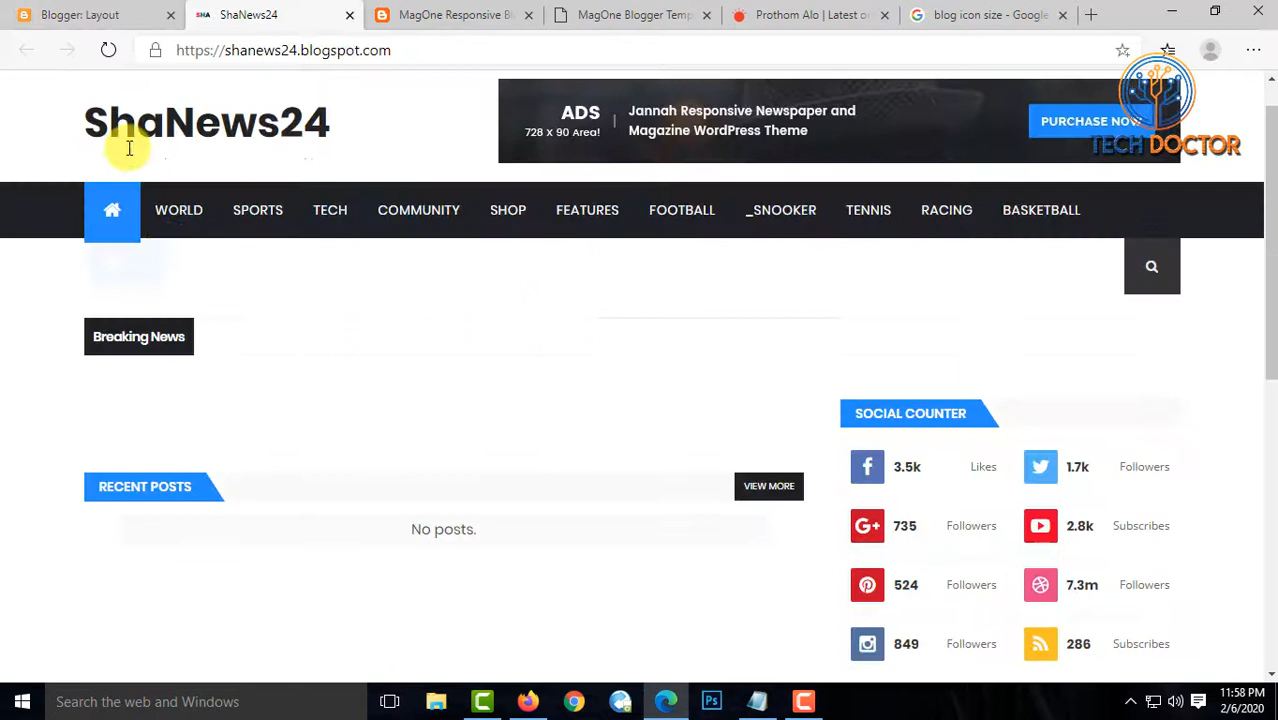 Blogger: Layout
SHA ShaNews24
MagOne Responsive Bl
MagOne Blogger Temp
Prothom Alo | Latest or
blog icon size - Google
https://shanews24.blogspot.com
ShaNews24
ADS
728 X 90 Area!
Jannah Responsive Newspaper and
Magazine WordPress Theme
PURCHASE NOW
TECH DOCTOR
WORLD SPORTS TECH COMMUNITY SHOP FEATURES FOOTBALL _SNOOKER TENNIS RACING BASKETBALL
Breaking News
SOCIAL COUNTER
3.5k Likes 1.7k Followers
RECENT POSTS VIEW MORE
No posts.
G+ 735 Followers 2.8k Subscribes
524 Followers 7.3m Followers
849 Followers 286 Subscribes
Search the web and Windows
Ps
11:58 PM
2/6/2020